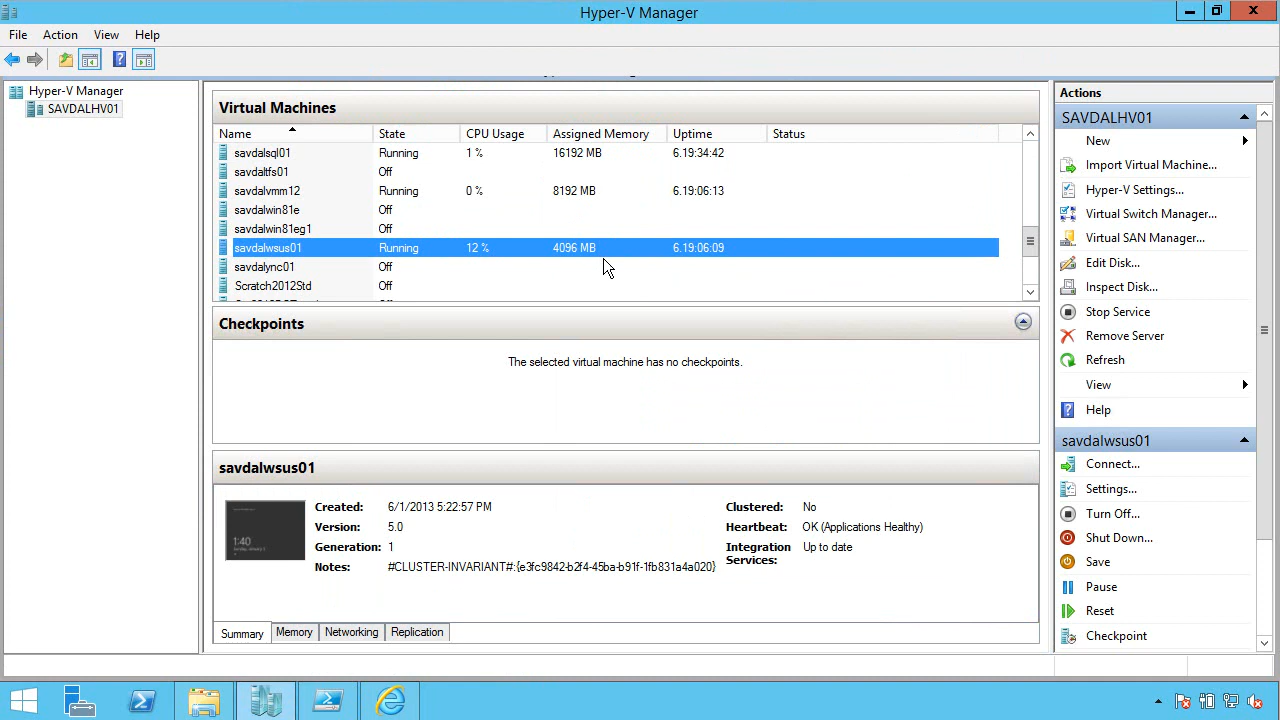 Hyper-V Manager
File Action View Help
Hyper-V Manager
SAVDALHV01
Virtual Machines
Name State CPU Usage Assigned Memory Uptime Status
savdalsql01 Running 1 % 16192 MB 6.19:34:42
savdaltfs01 Off
savdalvmm12 Running 0 % 8192 MB 6.19:06:13
savdalwin81e Off
savdalwin81eg1 Off
savdalwsus01 Running 12 % 4096 MB 6.19:06:09
savdalync01 Off
Scratch2012Std Off
Checkpoints
The selected virtual machine has no checkpoints.
savdalwsus01
1:40
Created: 6/1/2013 5:22:57 PM
Version: 5.0
Generation: 1
Notes: #CLUSTER-INVARIANT#:{e3fc9842-b2f4-45ba-b91f-1fb831a4a020}
Clustered: No
Heartbeat: OK (Applications Healthy)
Integration Services: Up to date
Summary Memory Networking Replication
Actions
SAVDALHV01
New
Import Virtual Machine...
Hyper-V Settings...
Virtual Switch Manager...
Virtual SAN Manager...
Edit Disk...
Inspect Disk...
Stop Service
Remove Server
Refresh
View
Help
savdalwsus01
Connect...
Settings...
Turn Off...
Shut Down...
Save
Pause
Reset
Checkpoint